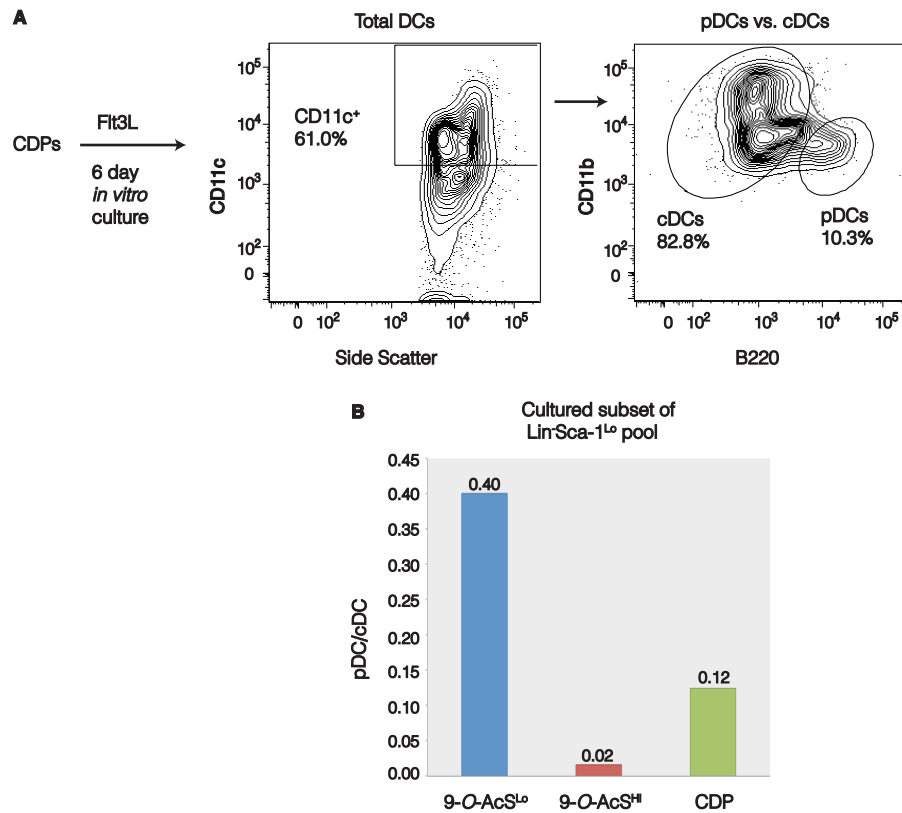 A
Total DCs
pDCs vs. cDCs
CDPs
Flt3L
6 day
in vitro
culture
CD11c
10⁵
10⁴
10³
10²
0
CD11c⁺
61.0%
0 10² 10³ 10⁴ 10⁵
Side Scatter
CD11b
10⁵
10⁴
10³
10²
0
cDCs
82.8%
pDCs
10.3%
0 10² 10³ 10⁴ 10⁵
B220
B
Cultured subset of
Lin⁻Sca-1ᴸᵒ pool
pDC/cDC
0.45
0.40
0.35
0.30
0.25
0.20
0.15
0.10
0.05
0.00
0.40
0.02
0.12
9-O-AcSᴸᵒ
9-O-AcSᴴᴵ
CDP